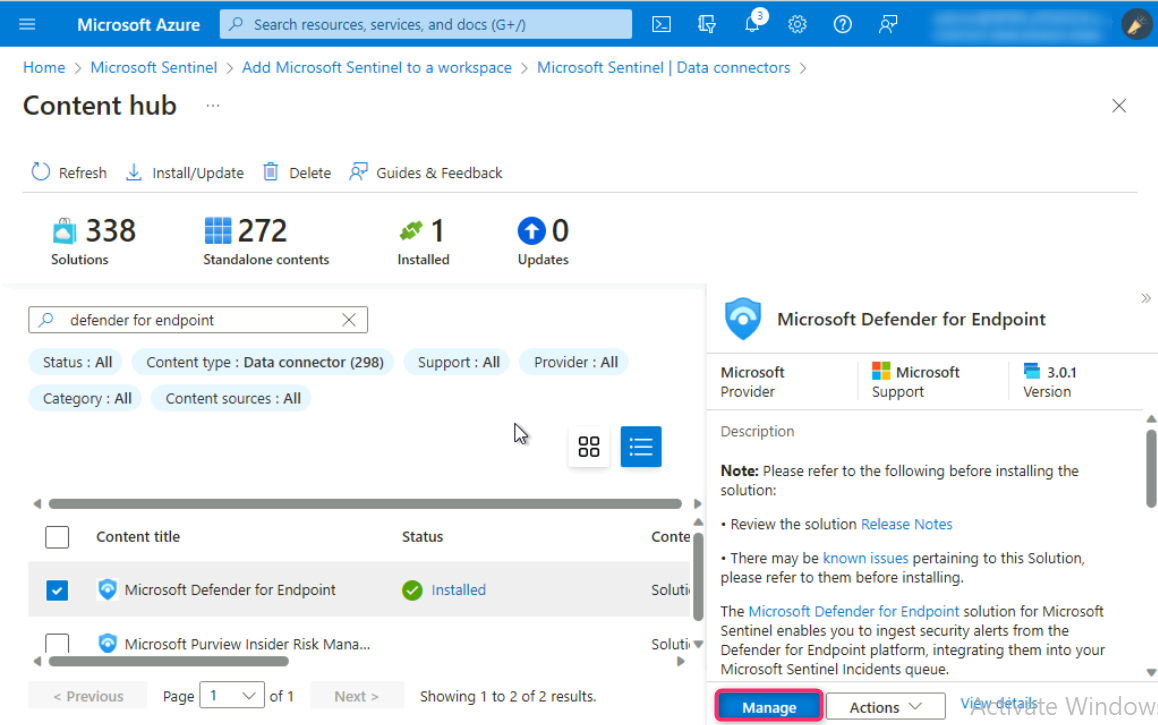 Microsoft Azure
Search resources, services, and docs (G+/)
3
Home > Microsoft Sentinel > Add Microsoft Sentinel to a workspace > Microsoft Sentinel | Data connectors >
Content hub ...
Refresh Install/Update Delete Guides & Feedback
338 272 1 0
Solutions Standalone contents Installed Updates
defender for endpoint
Status : All Content type : Data connector (298) Support : All Provider : All
Category : All Content sources : All
Content title Status Conte
Microsoft Defender for Endpoint Installed Soluti
Microsoft Purview Insider Risk Mana... Soluti
< Previous Page 1 of 1 Next > Showing 1 to 2 of 2 results.
Microsoft Defender for Endpoint
Microsoft Microsoft 3.0.1
Provider Support Version
Description
Note: Please refer to the following before installing the
solution:
• Review the solution Release Notes
• There may be known issues pertaining to this Solution,
please refer to them before installing.
The Microsoft Defender for Endpoint solution for Microsoft
Sentinel enables you to ingest security alerts from the
Defender for Endpoint platform, integrating them into your
Microsoft Sentinel Incidents queue.
Manage Actions View details
Activate Windows